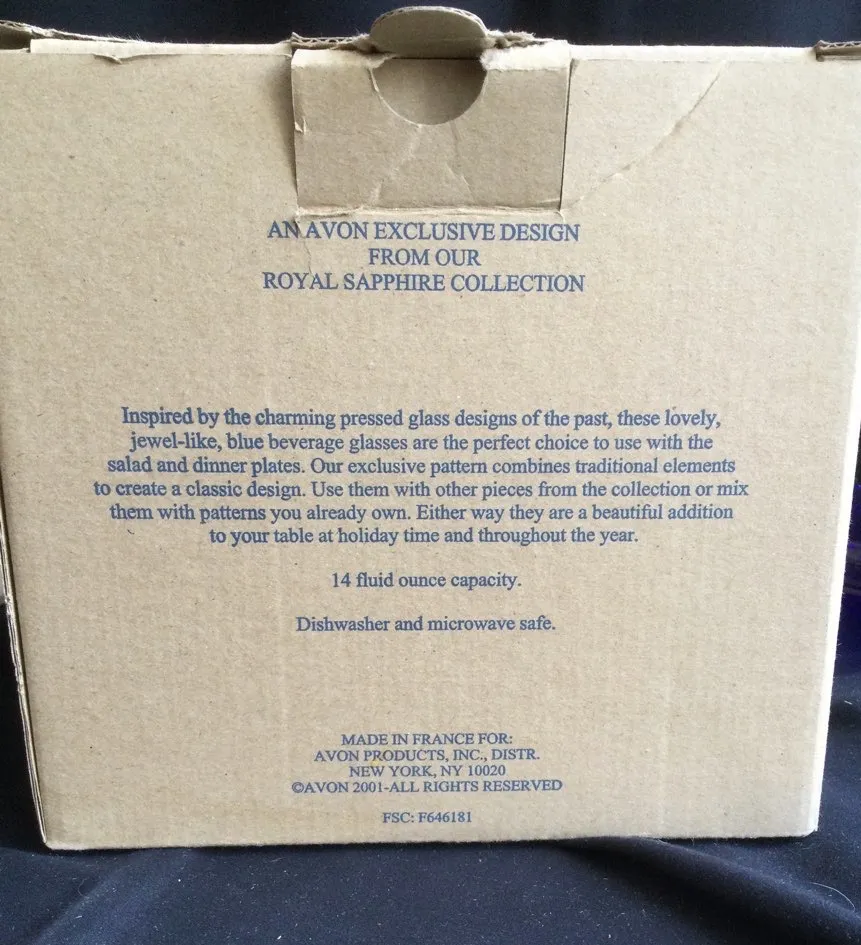 AN AVON EXCLUSIVE DESIGN
FROM OUR
ROYAL SAPPHIRE COLLECTION
Inspired by the charming pressed glass designs of the past, these lovely,
jewel-like, blue beverage glasses are the perfect choice to use with the
salad and dinner plates. Our exclusive pattern combines traditional elements
to create a classic design. Use them with other pieces from the collection or mix
them with patterns you already own. Either way they are a beautiful addition
to your table at holiday time and throughout the year.
14 fluid ounce capacity.
Dishwasher and microwave safe.
MADE IN FRANCE FOR:
AVON PRODUCTS, INC., DISTR.
NEW YORK, NY 10020
©AVON 2001-ALL RIGHTS RESERVED
FSC: F646181